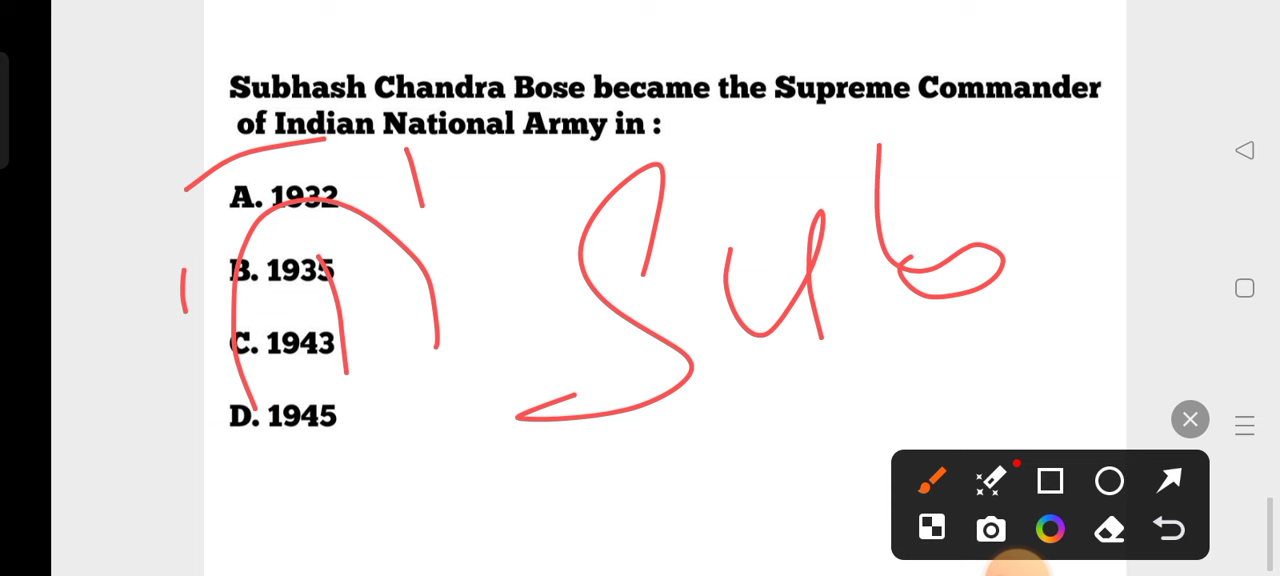 Subhash Chandra Bose became the Supreme Commander
of Indian National Army in :
A. 1932
B. 1935
C. 1943
D. 1945
Sub